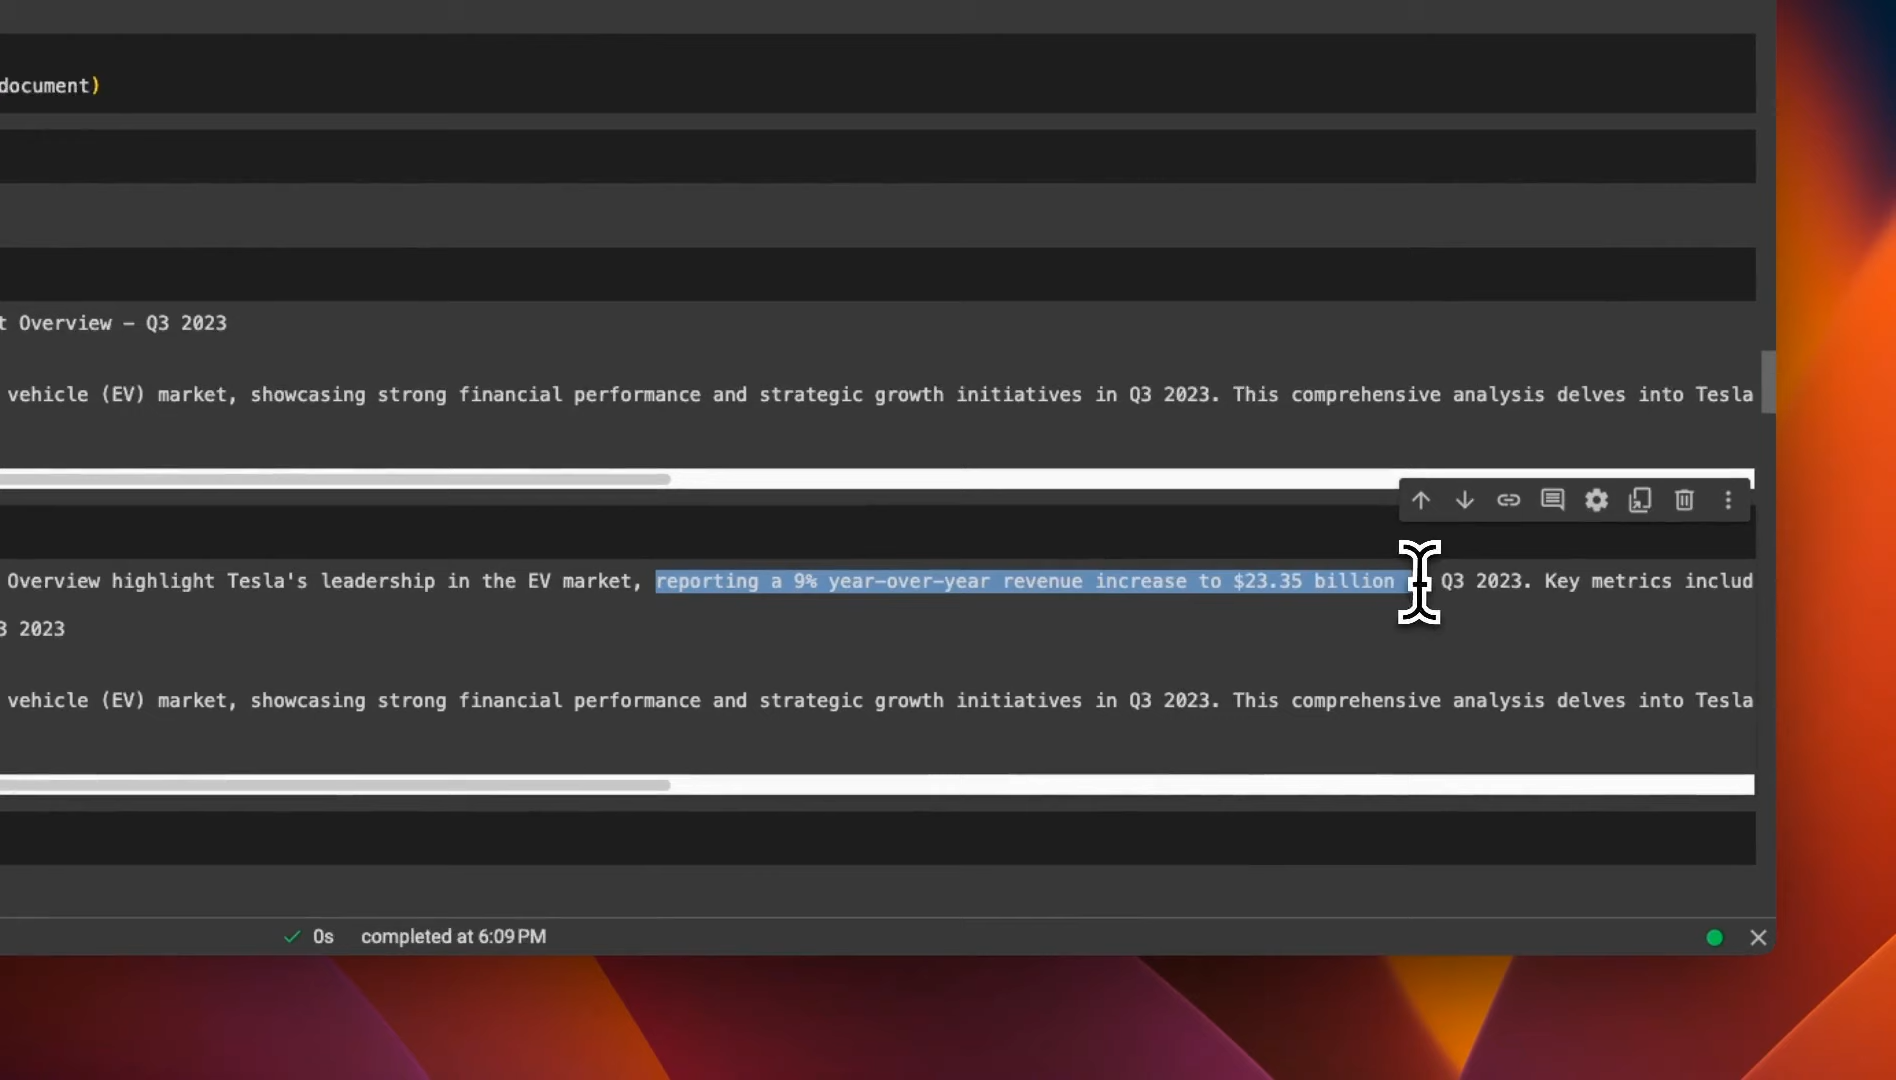 document)
t Overview – Q3 2023
vehicle (EV) market, showcasing strong financial performance and strategic growth initiatives in Q3 2023. This comprehensive analysis delves into Tesla
Overview highlight Tesla's leadership in the EV market, reporting a 9% year–over–year revenue increase to $23.35 billion Q3 2023. Key metrics includ
3 2023
vehicle (EV) market, showcasing strong financial performance and strategic growth initiatives in Q3 2023. This comprehensive analysis delves into Tesla
0s completed at 6:09 PM